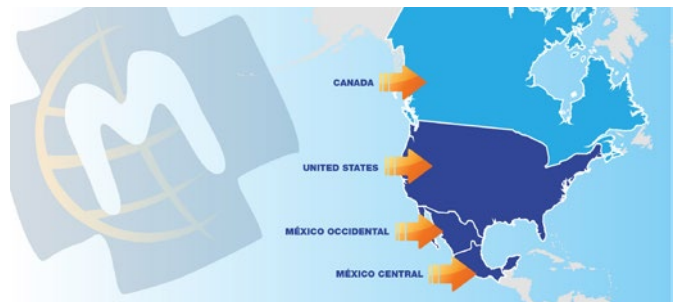 CANADA
UNITED STATES
MÉXICO OCCIDENTAL
MÉXICO CENTRAL